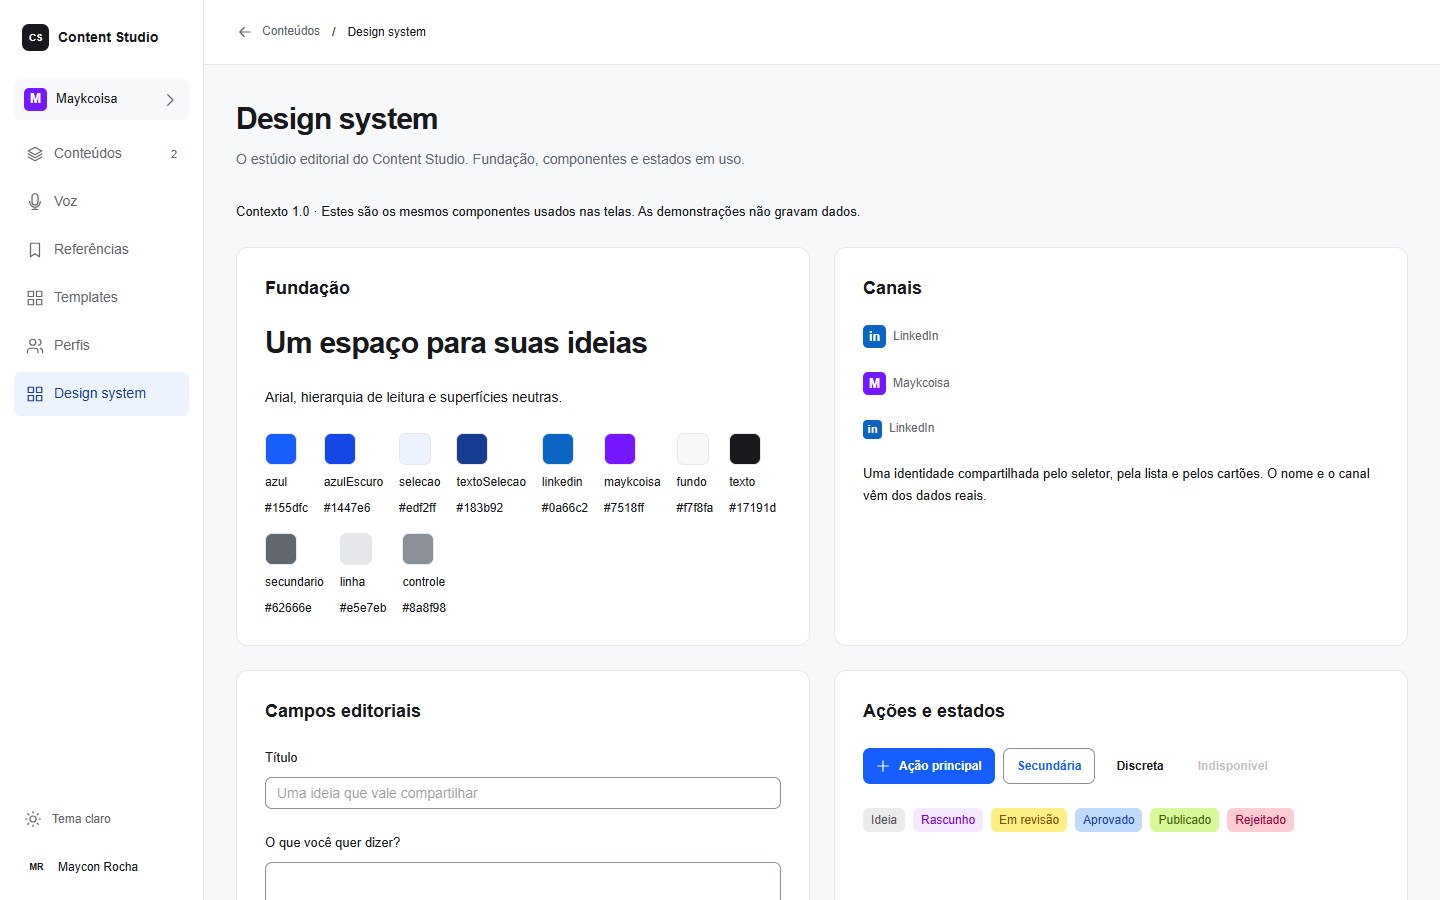 CS Content Studio
M Maykcoisa
Conteúdos 2
Voz
Referências
Templates
Perfis
Design system
Tema claro
MR Maycon Rocha
Conteúdos / Design system
Design system
O estúdio editorial do Content Studio. Fundação, componentes e estados em uso.
Contexto 1.0 · Estes são os mesmos componentes usados nas telas. As demonstrações não gravam dados.
Fundação
Um espaço para suas ideias
Arial, hierarquia de leitura e superfícies neutras.
azul azulEscuro selecao textoSelecao linkedin maykcoisa fundo texto
#155dfc #1447e6 #edf2ff #183b92 #0a66c2 #7518ff #f7f8fa #17191d
secundario linha controle
#62666e #e5e7eb #8a8f98
Canais
in LinkedIn
M Maykcoisa
in LinkedIn
Uma identidade compartilhada pelo seletor, pela lista e pelos cartões. O nome e o canal
vêm dos dados reais.
Campos editoriais
Título
Uma ideia que vale compartilhar
O que você quer dizer?
Ações e estados
Ação principal Secundária Discreta Indisponível
Ideia Rascunho Em revisão Aprovado Publicado Rejeitado